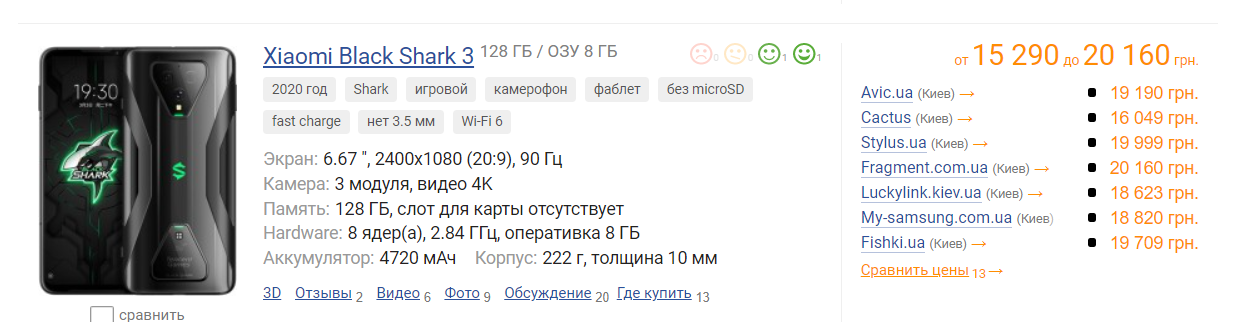 Xiaomi Black Shark 3 128 ГБ / ОЗУ 8 ГБ
0 0 1 1
2020 год Shark игровой камерофон фаблет без microSD
fast charge нет 3.5 мм Wi-Fi 6
Экран: 6.67 ", 2400x1080 (20:9), 90 Гц
Камера: 3 модуля, видео 4K
Память: 128 ГБ, слот для карты отсутствует
Hardware: 8 ядер(а), 2.84 ГГц, оперативка 8 ГБ
Аккумулятор: 4720 мАч Корпус: 222 г, толщина 10 мм
3D Отзывы 2 Видео 6 Фото 9 Обсуждение 20 Где купить 13
19:30
SHARK
сравнить
от 15 290 до 20 160 грн.
Avic.ua (Киев) → 19 190 грн.
Cactus (Киев) → 16 049 грн.
Stylus.ua (Киев) → 19 999 грн.
Fragment.com.ua (Киев) → 20 160 грн.
Luckylink.kiev.ua (Киев) → 18 623 грн.
My-samsung.com.ua (Киев) 18 820 грн.
Fishki.ua (Киев) → 19 709 грн.
Сравнить цены 13 →